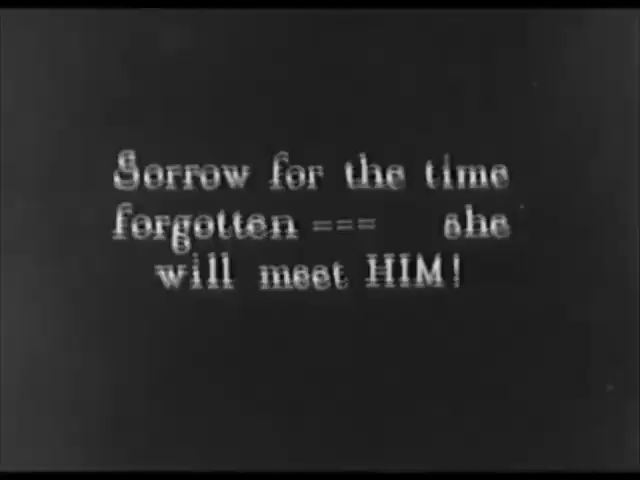 Sorrow for the time
forgotten === she
will meet HIM!